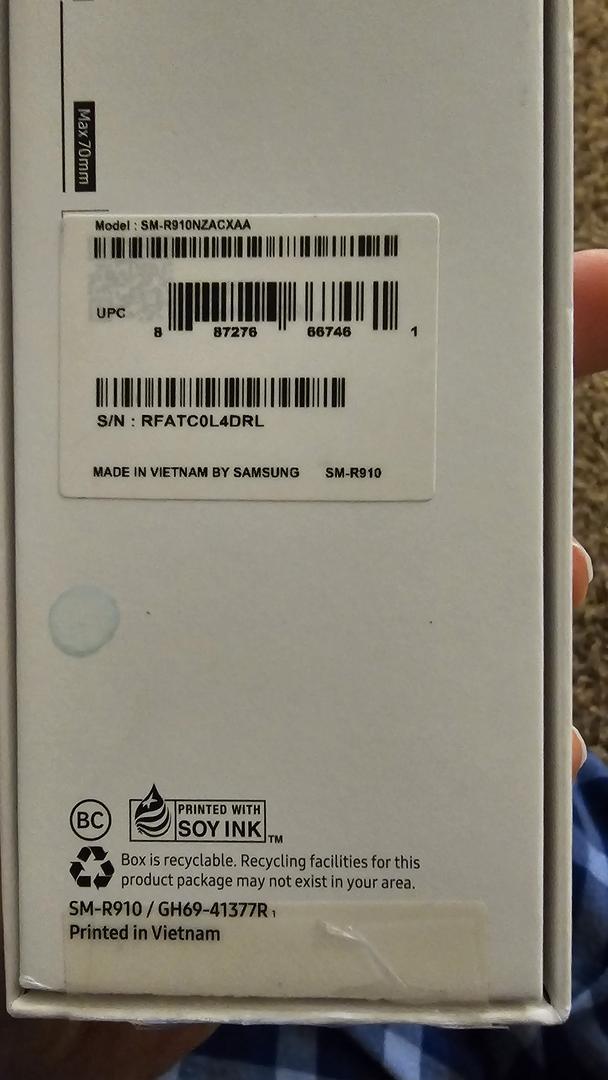 Max 70mm
Model : SM-R910NZACXAA
UPC
8 87276 66746 1
S/N : RFATC0L4DRL
MADE IN VIETNAM BY SAMSUNG SM-R910
BC
PRINTED WITH
SOY INK TM
Box is recyclable. Recycling facilities for this
product package may not exist in your area.
SM-R910 / GH69-41377R 1
Printed in Vietnam